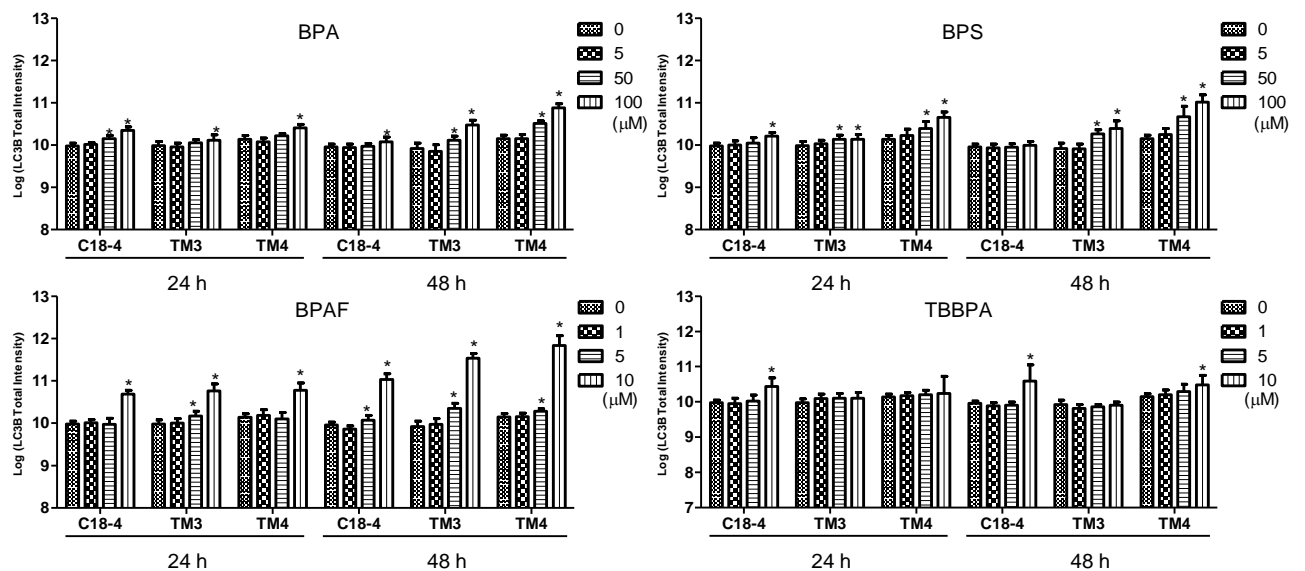 BPA
Log (LC3B Total Intensity)
13
12
11
10
9
8
* * * * * * * * *
C18-4 TM3 TM4 C18-4 TM3 TM4
24 h 48 h
0
5
50
100
(μM)
BPS
Log (LC3B Total Intensity)
13
12
11
10
9
8
* * * * * * * * *
C18-4 TM3 TM4 C18-4 TM3 TM4
24 h 48 h
0
5
50
100
(μM)
BPAF
Log (LC3B Total Intensity)
13
12
11
10
9
8
* * * * * * * * * *
C18-4 TM3 TM4 C18-4 TM3 TM4
24 h 48 h
0
1
5
10
(μM)
TBBPA
Log (LC3B Total Intensity)
13
12
11
10
9
8
7
* * *
C18-4 TM3 TM4 C18-4 TM3 TM4
24 h 48 h
0
1
5
10
(μM)